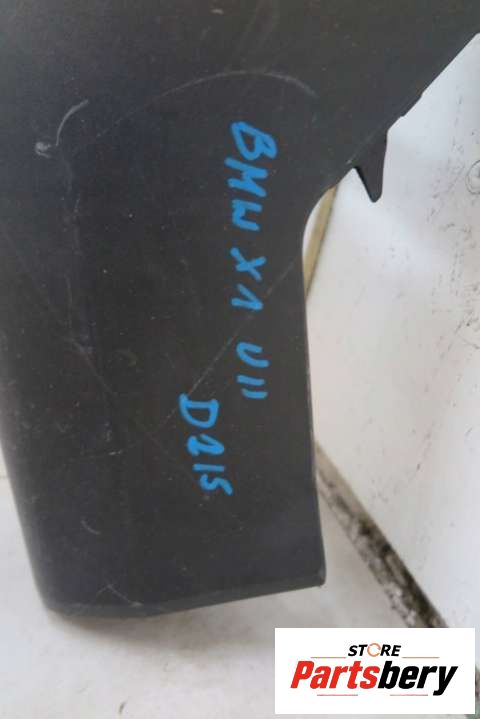 BMW X1 U11
D215
STORE
Partsbery